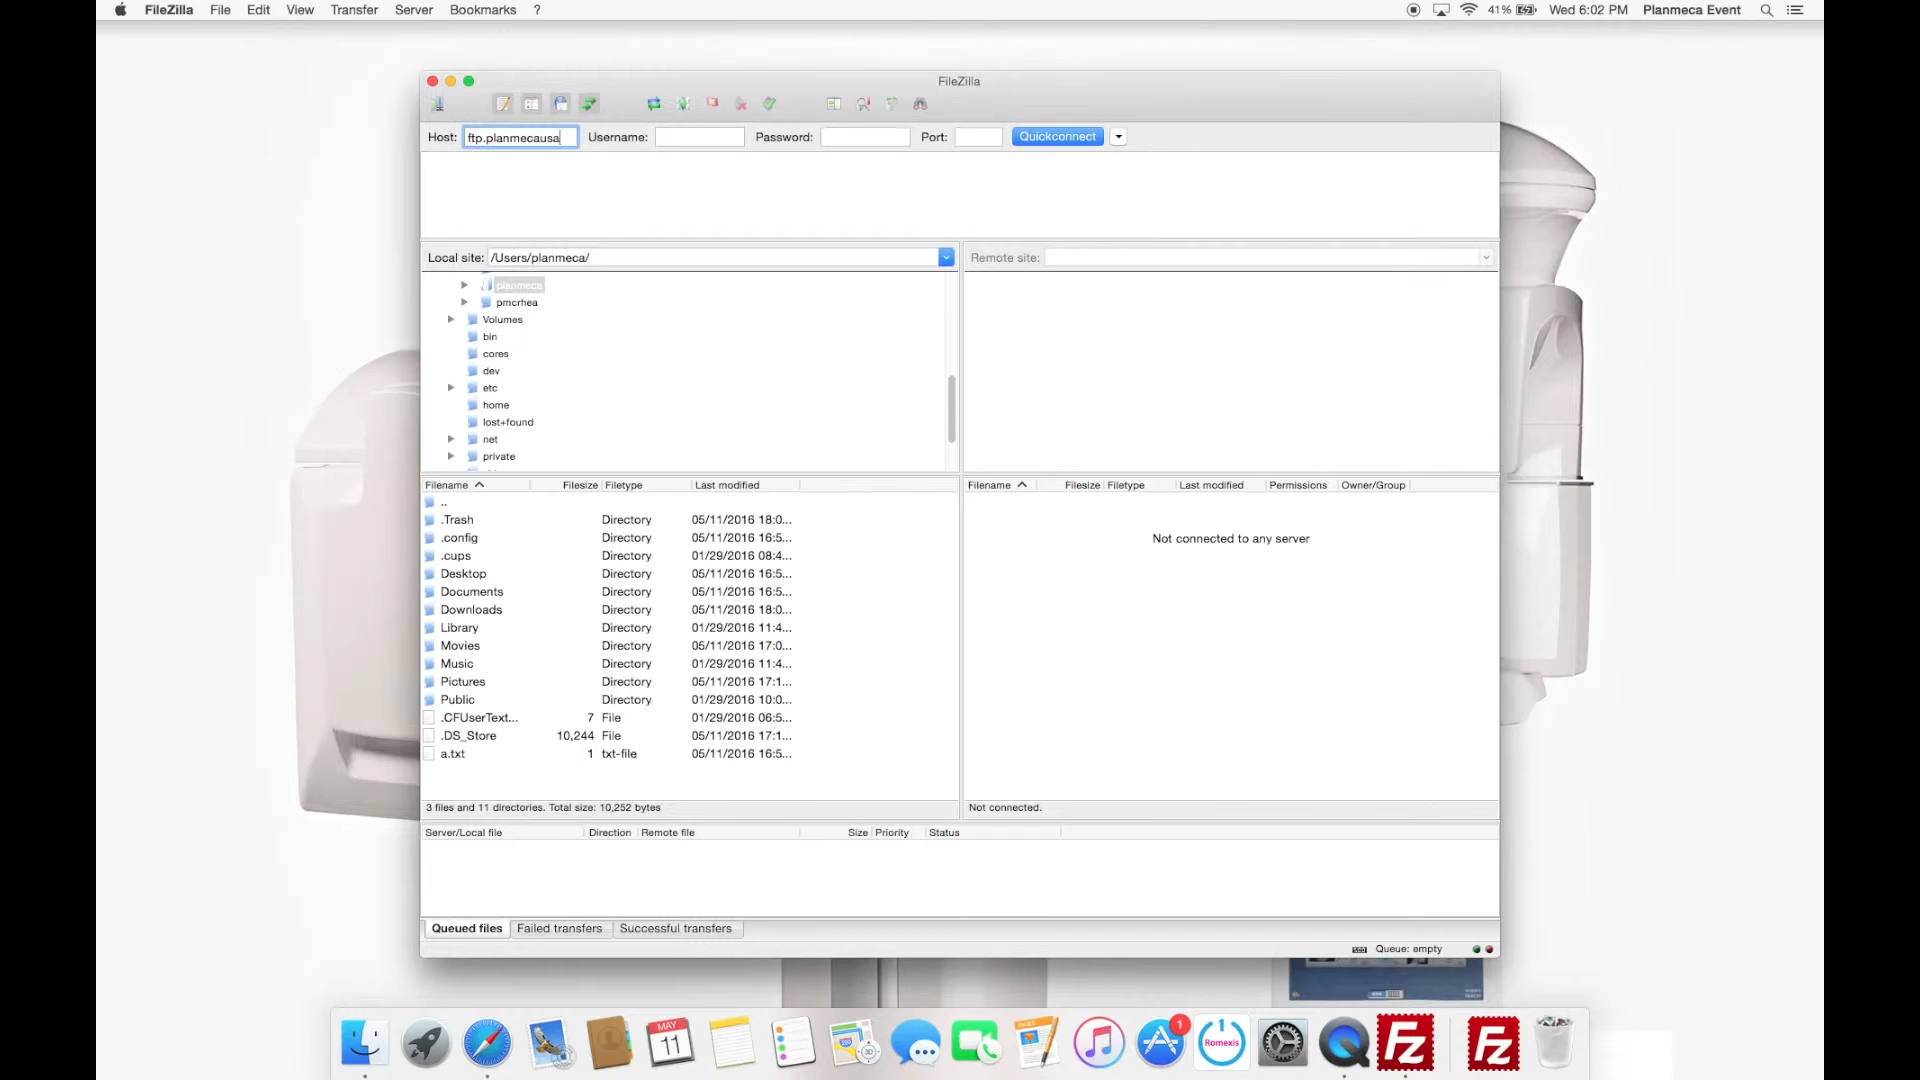 FileZilla File Edit View Transfer Server Bookmarks ? 41% Wed 6:02 PM Planmeca Event
FileZilla
Host: ftp.planmecausa Username: Password: Port: Quickconnect
Local site: /Users/planmeca/ Remote site:
planmeca
pmcrhea
Volumes
bin
cores
dev
etc
home
lost+found
net
private
Filename Filesize Filetype Last modified Filename Filesize Filetype Last modified Permissions Owner/Group
..
.Trash Directory 05/11/2016 18:0...
.config Directory 05/11/2016 16:5...
Not connected to any server
.cups Directory 01/29/2016 08:4...
Desktop Directory 05/11/2016 16:5...
Documents Directory 05/11/2016 16:5...
Downloads Directory 05/11/2016 18:0...
Library Directory 01/29/2016 11:4...
Movies Directory 05/11/2016 17:0...
Music Directory 01/29/2016 11:4...
Pictures Directory 05/11/2016 17:1...
Public Directory 01/29/2016 10:0...
.CFUserText... 7 File 01/29/2016 06:5...
.DS_Store 10,244 File 05/11/2016 17:1...
a.txt 1 txt-file 05/11/2016 16:5...
3 files and 11 directories. Total size: 10,252 bytes Not connected.
Server/Local file Direction Remote file Size Priority Status
Queued files Failed transfers Successful transfers
Queue: empty
MAY
11
280
3D
PAGES
1
Romexis
Fz
Fz